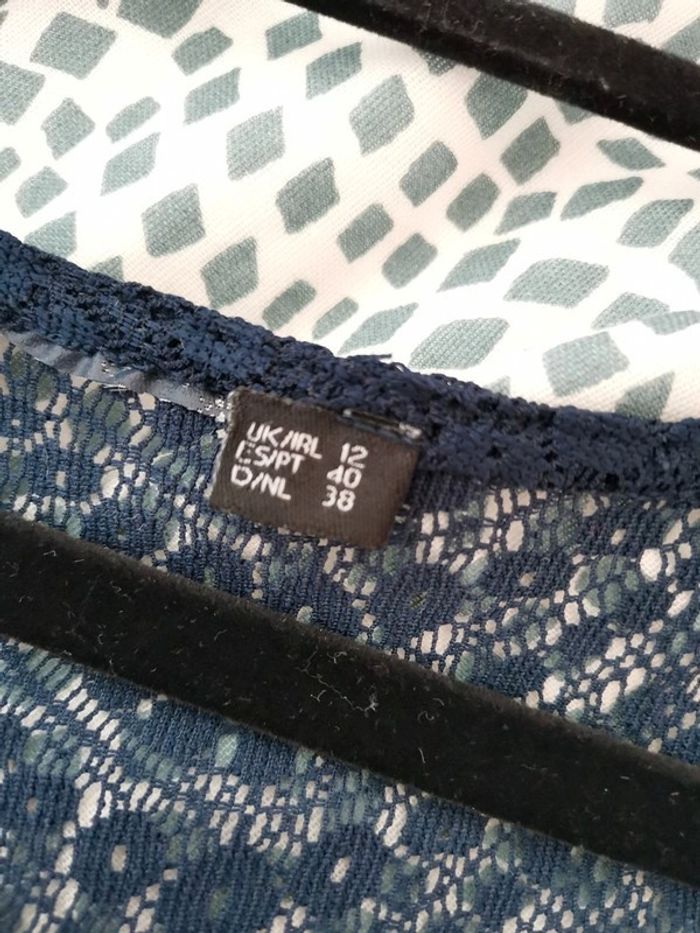 UK/IRL 12
ES/PT 40
D/NL 38